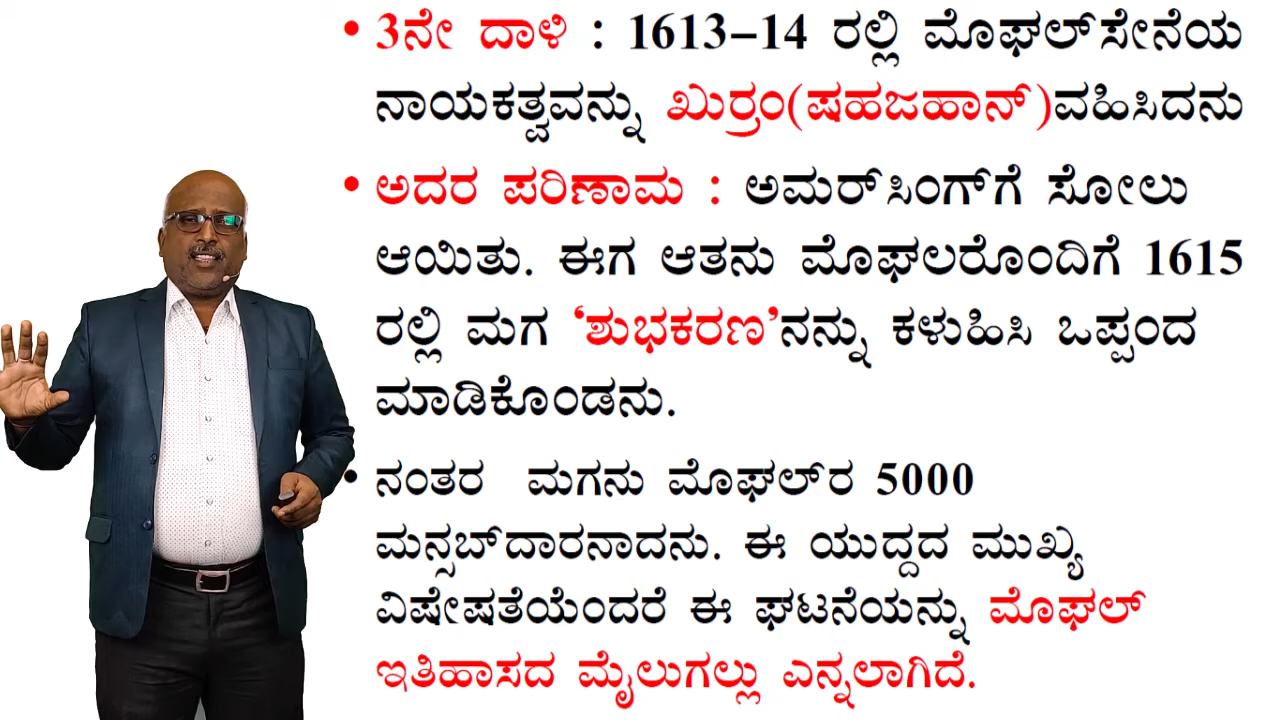 • 3ನೇ ದಾಳಿ : 1613–14 ರಲ್ಲಿ ಮೊಘಲ್‌ಸೇನೆಯ
ನಾಯಕತ್ವವನ್ನು ಖುರ್ರಂ(ಷಹಜಹಾನ್)ವಹಿಸಿದನು
• ಅದರ ಪರಿಣಾಮ : ಅಮರ್‌ಸಿಂಗ್‌ಗೆ ಸೋಲು
ಆಯಿತು. ಈಗ ಆತನು ಮೊಘಲರೊಂದಿಗೆ 1615
ರಲ್ಲಿ ಮಗ ‘ಶುಭಕರಣ’ನನ್ನು ಕಳುಹಿಸಿ ಒಪ್ಪಂದ
ಮಾಡಿಕೊಂಡನು.
• ನಂತರ ಮಗನು ಮೊಘಲ್‌ರ 5000
ಮನ್ಸಬ್‌ದಾರನಾದನು. ಈ ಯುದ್ದದ ಮುಖ್ಯ
ವಿಷೇಷತೆಯೆಂದರೆ ಈ ಘಟನೆಯನ್ನು ಮೊಘಲ್
ಇತಿಹಾಸದ ಮೈಲುಗಲ್ಲು ಎನ್ನಲಾಗಿದೆ.